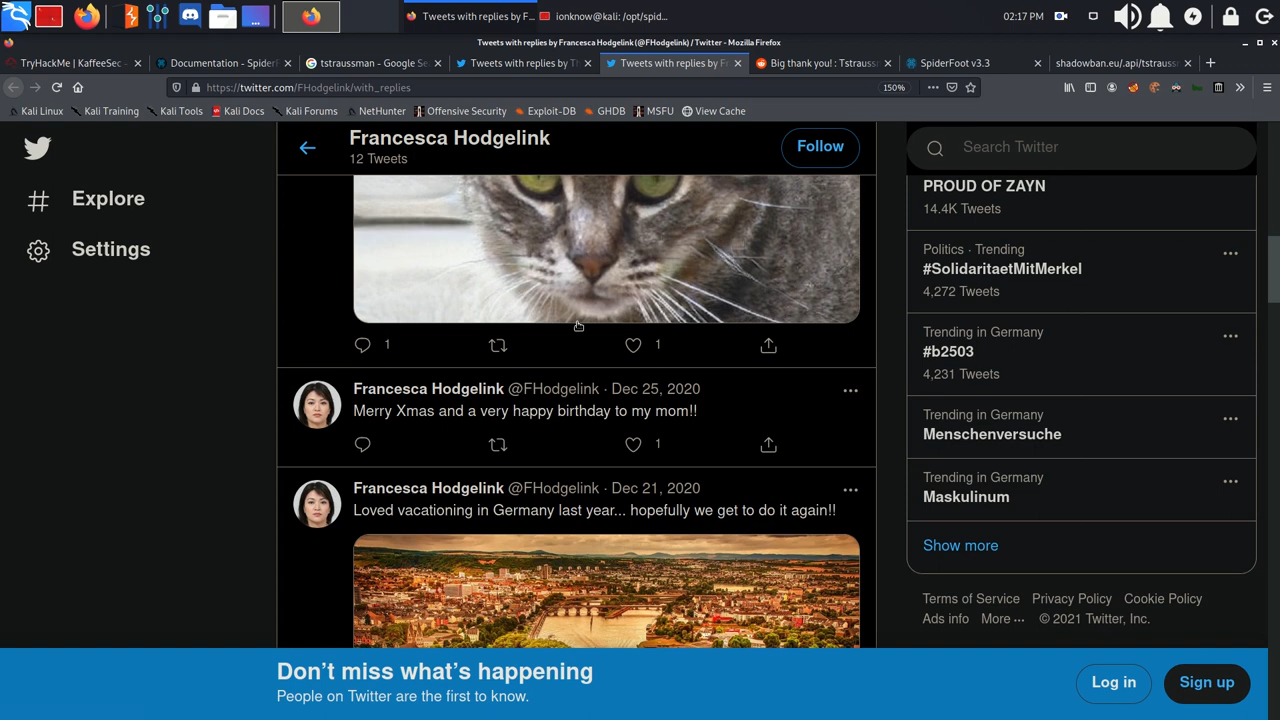 Tweets with replies by F...
ionknow@kali: /opt/spid...
02:17 PM
Tweets with replies by Francesca Hodgelink (@FHodgelink) / Twitter - Mozilla Firefox
TryHackMe | KaffeeSec -
Documentation - SpiderF
tstraussman - Google Se
Tweets with replies by T
Tweets with replies by Fr
Big thank you! : Tstrauss
SpiderFoot v3.3
shadowban.eu/.api/tstrauss
https://twitter.com/FHodgelink/with_replies
150%
Kali Linux
Kali Training
Kali Tools
Kali Docs
Kali Forums
NetHunter
Offensive Security
Exploit-DB
GHDB
MSFU
View Cache
Francesca Hodgelink
12 Tweets
Follow
Search Twitter
Explore
Settings
1
1
Francesca Hodgelink @FHodgelink · Dec 25, 2020
Merry Xmas and a very happy birthday to my mom!!
1
Francesca Hodgelink @FHodgelink · Dec 21, 2020
Loved vacationing in Germany last year... hopefully we get to do it again!!
PROUD OF ZAYN
14.4K Tweets
Politics · Trending
#SolidaritaetMitMerkel
4,272 Tweets
Trending in Germany
#b2503
4,231 Tweets
Trending in Germany
Menschenversuche
Trending in Germany
Maskulinum
Show more
Terms of Service Privacy Policy Cookie Policy
Ads info More ··· © 2021 Twitter, Inc.
Don't miss what's happening
People on Twitter are the first to know.
Log in
Sign up